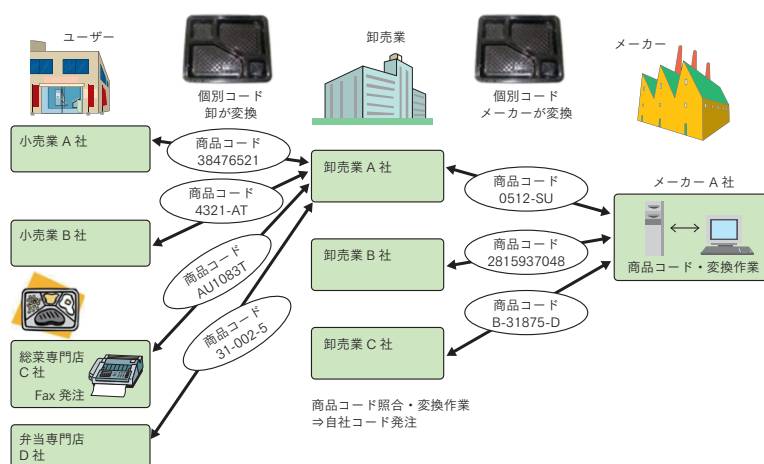 ユーザー
個別コード
卸が変換
卸売業
個別コード
メーカーが変換
メーカー
小売業 A 社
商品コード
38476521
卸売業 A 社
商品コード
0512-SU
メーカー A 社
商品コード
4321-AT
小売業 B 社
商品コード
AU1083T
卸売業 B 社
商品コード
2815937048
商品コード・変換作業
商品コード
B-31875-D
商品コード
31-002-5
総菜専門店
C 社
Fax 発注
卸売業 C 社
商品コード照合・変換作業
⇒自社コード発注
弁当専門店
D 社